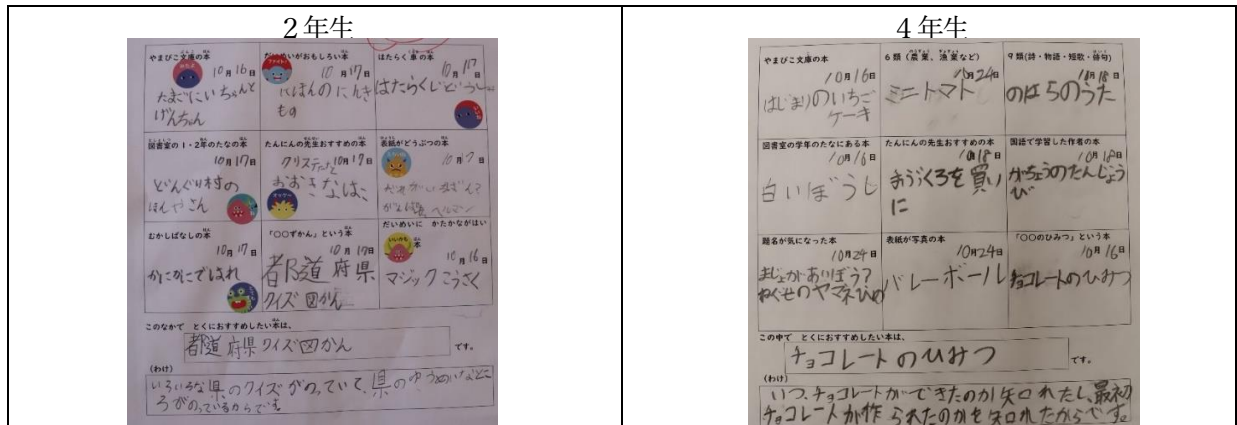 2年生
やまびこ文庫の本
10月16日
たまごにいちゃんと
げんちゃん
だいめいがおもしろい本
10月17日
にほんのにんき
もの
はたらく車の本
10月17日
はたらくじどうしゃ
図書室の1・2年のたなの本
10月17日
どんぐり村の
ほんやさん
たんにんの先生おすすめの本
10月17日
おおきなは、
表紙がどうぶつの本
10月7日
むかしばなしの本
10月17日
かにかにではれ
「〇〇ずかん」という本
10月17日
都道府県
クイズ図かん
だいめいに かたかながはい
本
10月16日
マジックこうさく
このなかで とくにおすすめしたい本は、
都道府県クイズ図かん
です。
(わけ)
いろいろな県のクイズがのっていて、県のゆうめいなとこ
ろがのっているからです。
4年生
やまびこ文庫の本
10月16日
はじまりのいちご
ケーキ
6類(農業、漁業など)
10月24日
ミニトマト
9類(詩・物語・短歌・俳句)
10月18日
のはらのうた
図書室の学年のたなにある本
10月16日
白いぼうし
たんにんの先生おすすめの本
10月18日
手ぶくろを買い
に
国語で学習した作者の本
10月18日
がちょうのたんじょう
び
題名が気になった本
10月24日
まじょがあいぼう?
ねぐせのヤマネひめ
表紙が写真の本
10月24日
バレーボール
「〇〇のひみつ」という本
10月16日
チョコレートのひみつ
この中で とくにおすすめしたい本は、
チョコレートのひみつ
です。
(わけ)
いつ、チョコレートができたのか知れたし、最初
チョコレートが作られたのかを知れたからです。